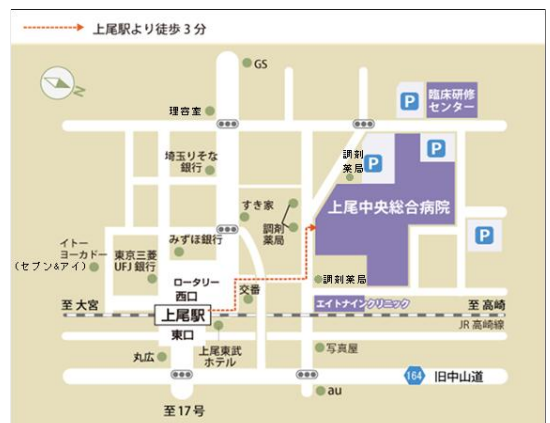 上尾駅より徒歩3分
GS
N
P
臨床研修
センター
理容室
P
P
調剤
薬局
埼玉りそな
銀行
上尾中央総合病院
すき家
調剤
薬局
P
みずほ銀行
イトー
ヨーカドー
(セブン&アイ)
東京三菱
UFJ 銀行
ロータリー
西口
交番
調剤薬局
エイトナインクリニック
至 大宮
上尾駅
至 高崎
JR 高崎線
東口
上尾東武
ホテル
写真屋
丸広
164 旧中山道
au
至 17 号